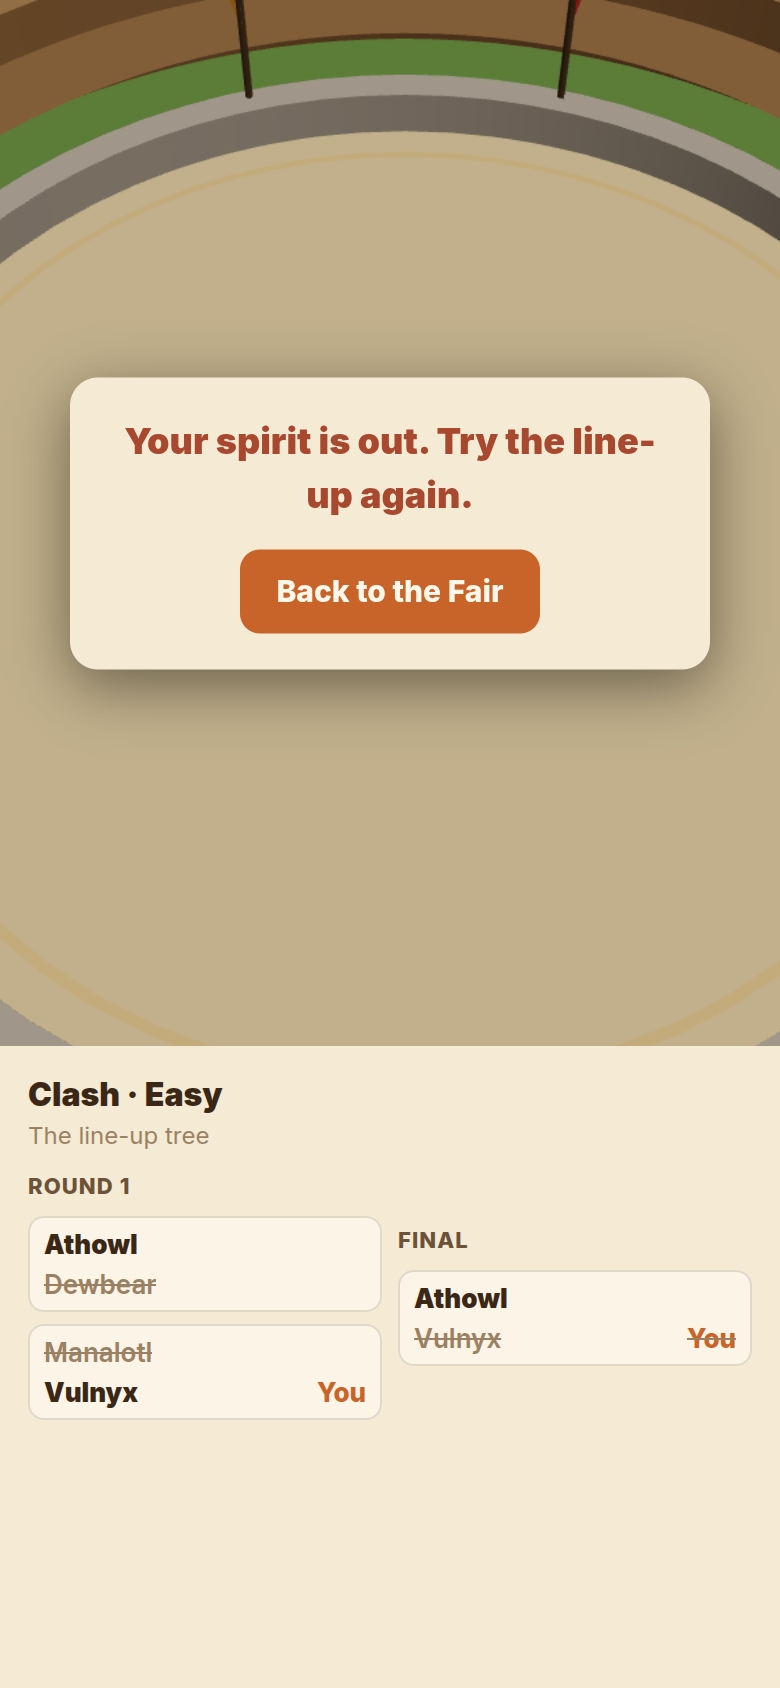 Your spirit is out. Try the line-
up again.
Back to the Fair
Clash · Easy
The line-up tree
ROUND 1
Athowl
Dewbear
Manalotl
Vulnyx You
FINAL
Athowl
Vulnyx You